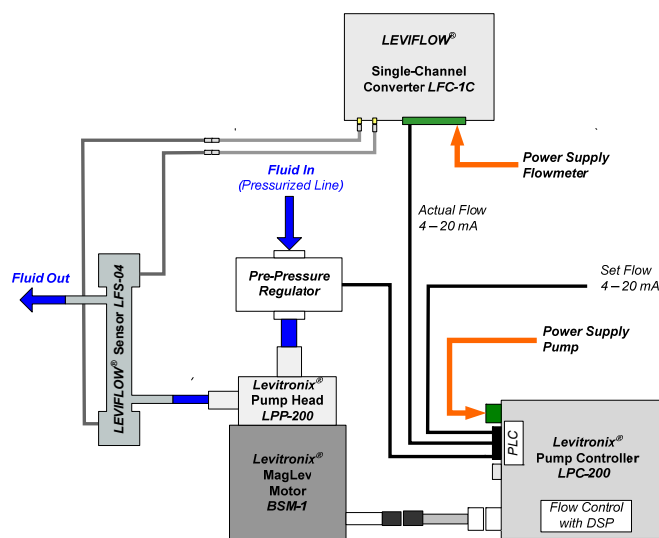 LEVIFLOW®
Single-Channel
Converter LFC-1C
Power Supply
Flowmeter
Fluid In
(Pressurized Line)
Actual Flow
4 – 20 mA
Fluid Out
LEVIFLOW® Sensor LFS-04
Pre-Pressure
Regulator
Set Flow
4 – 20 mA
Power Supply
Pump
Levitronix®
Pump Head
LPP-200
Levitronix®
MagLev
Motor
BSM-1
PLC
Levitronix®
Pump Controller
LPC-200
Flow Control
with DSP